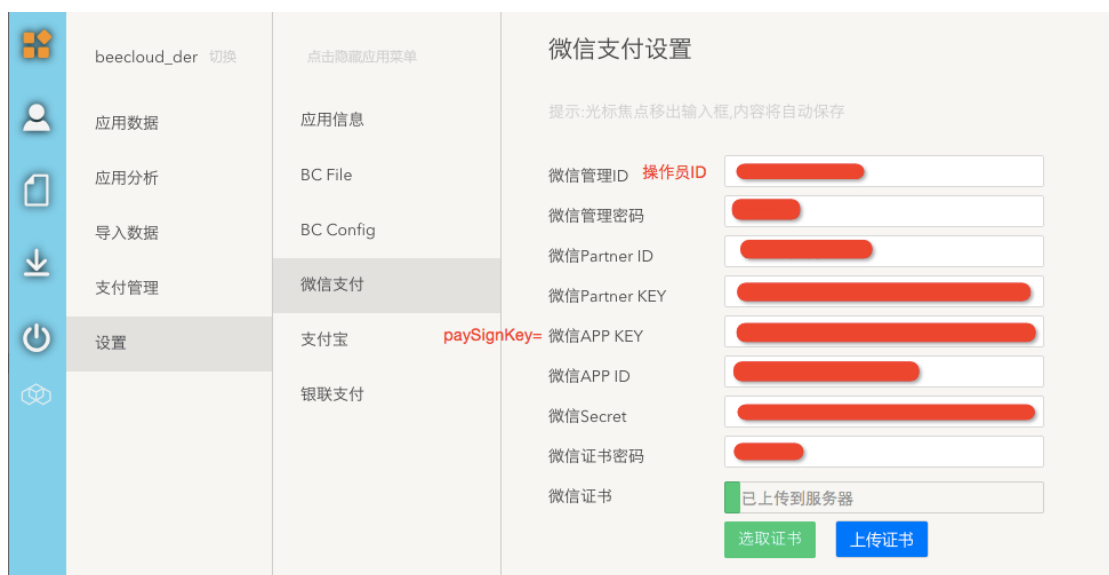 beecloud_der 切换
应用数据
应用分析
导入数据
支付管理
设置
点击隐藏应用菜单
应用信息
BC File
BC Config
微信支付
支付宝
银联支付
微信支付设置
提示:光标焦点移出输入框,内容将自动保存
微信管理ID 操作员ID
微信管理密码
微信Partner ID
微信Partner KEY
paySignKey= 微信APP KEY
微信APP ID
微信Secret
微信证书密码
微信证书 已上传到服务器
选取证书 上传证书